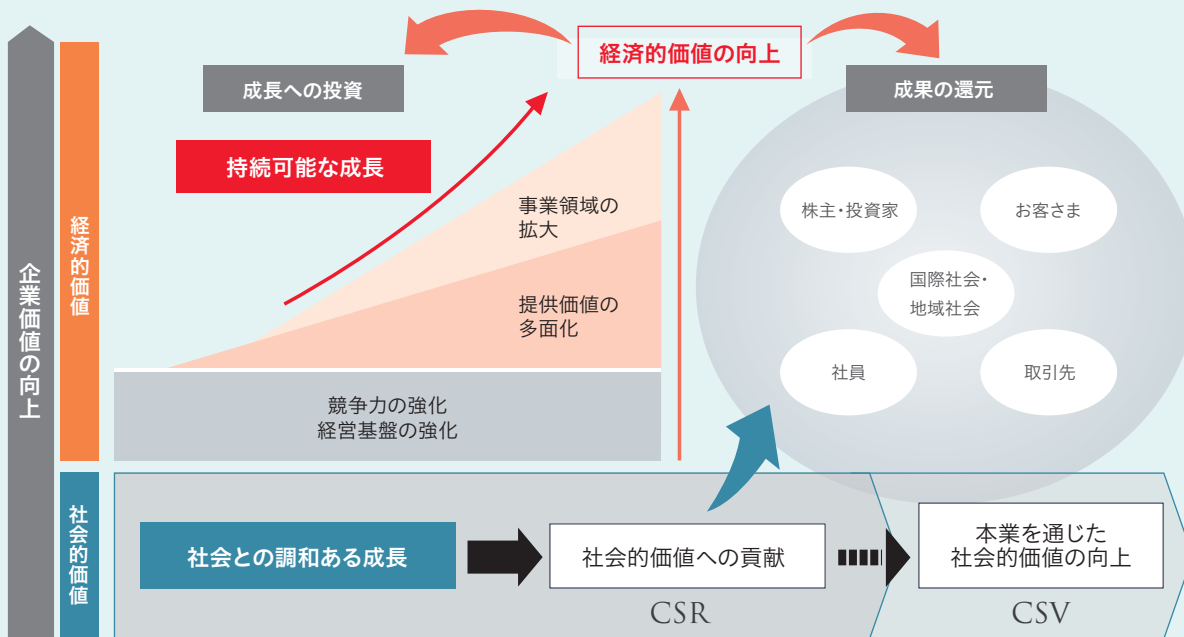 企業価値の向上
経済的価値
社会的価値
経済的価値の向上
成長への投資
成果の還元
持続可能な成長
事業領域の
拡大
提供価値の
多面化
競争力の強化
経営基盤の強化
株主・投資家
お客さま
国際社会・
地域社会
社員
取引先
社会との調和ある成長
社会的価値への貢献
CSR
本業を通じた
社会的価値の向上
CSV